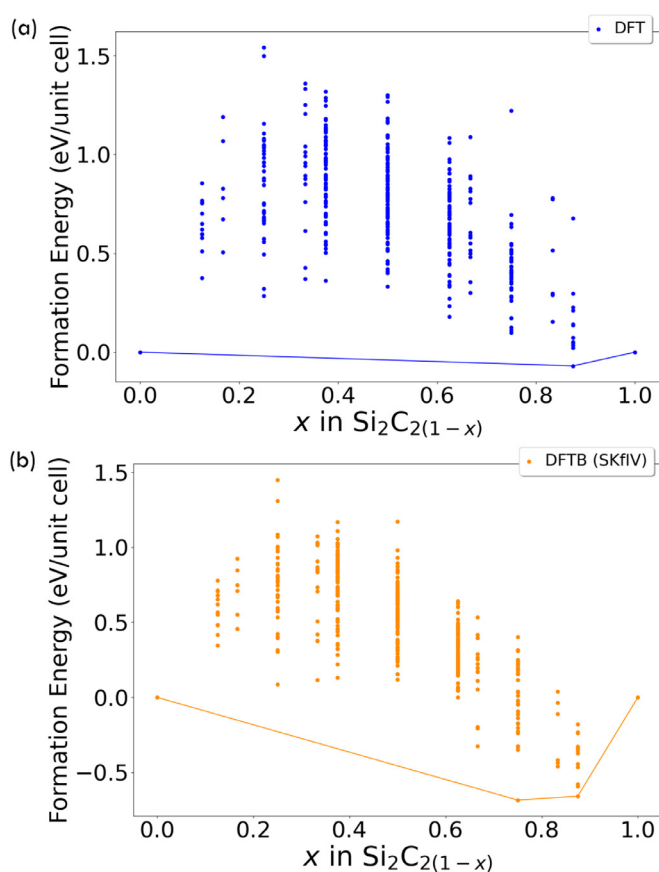 (a)
DFT
Formation Energy (eV/unit cell)
1.5
1.0
0.5
0.0
0.0 0.2 0.4 0.6 0.8 1.0
x in Si₂C₂₍₁₋ₓ₎
(b)
DFTB (SKfIV)
Formation Energy (eV/unit cell)
1.5
1.0
0.5
0.0
−0.5
0.0 0.2 0.4 0.6 0.8 1.0
x in Si₂C₂₍₁₋ₓ₎